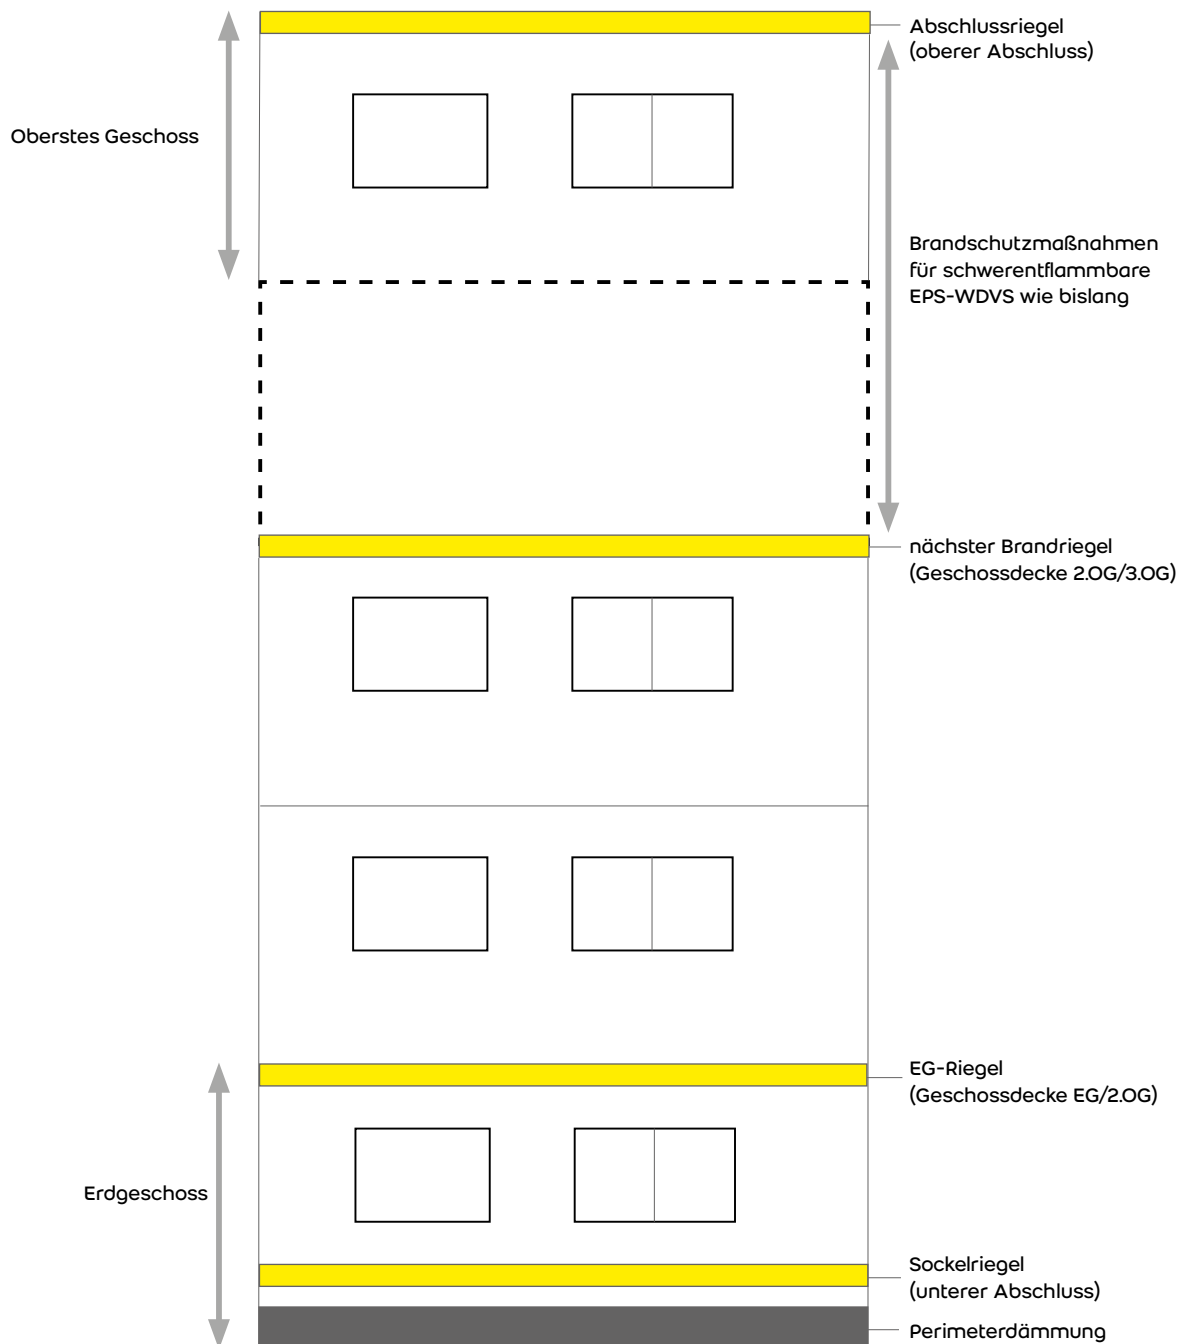 Abschlussriegel
(oberer Abschluss)
Oberstes Geschoss
Brandschutzmaßnahmen
für schwerentflammbare
EPS-WDVS wie bislang
nächster Brandriegel
(Geschossdecke 2.OG/3.OG)
EG-Riegel
(Geschossdecke EG/2.OG)
Erdgeschoss
Sockelriegel
(unterer Abschluss)
Perimeterdämmung